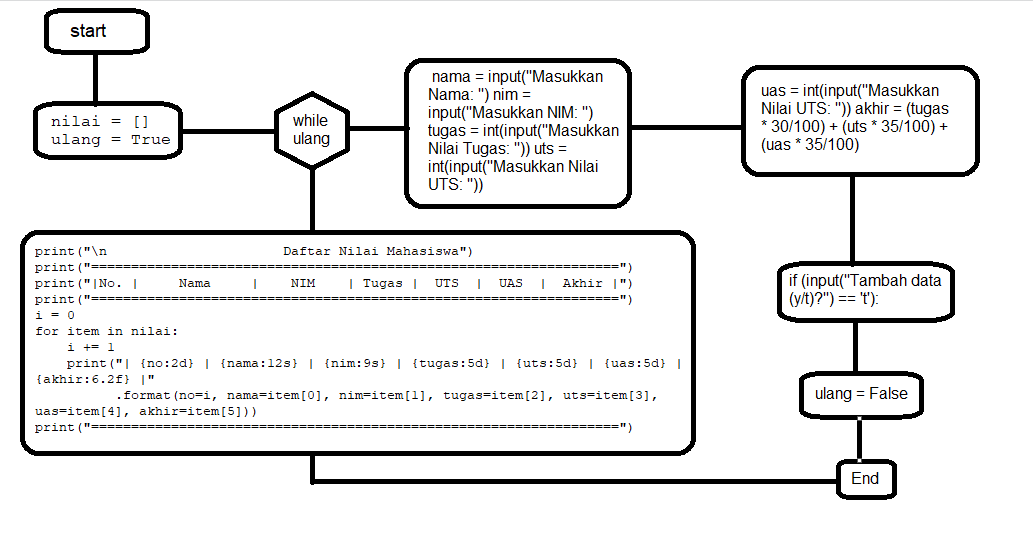 start
nilai = []
ulang = True
while
ulang
nama = input("Masukkan
Nama: ") nim =
input("Masukkan NIM: ")
tugas = int(input("Masukkan
Nilai Tugas: ")) uts =
int(input("Masukkan Nilai
UTS: "))
uas = int(input("Masukkan
Nilai UTS: ")) akhir = (tugas
* 30/100) + (uts * 35/100) +
(uas * 35/100)
if (input("Tambah data
(y/t)?") == 't'):
ulang = False
End
print("\n                      Daftar Nilai Mahasiswa")
print("===================================================================")
print("|No. |     Nama     |    NIM    | Tugas |  UTS  |  UAS  |  Akhir |")
print("===================================================================")
i = 0
for item in nilai:
    i += 1
    print("| {no:2d} | {nama:12s} | {nim:9s} | {tugas:5d} | {uts:5d} | {uas:5d} |
{akhir:6.2f} |"
          .format(no=i, nama=item[0], nim=item[1], tugas=item[2], uts=item[3],
uas=item[4], akhir=item[5]))
print("===================================================================")